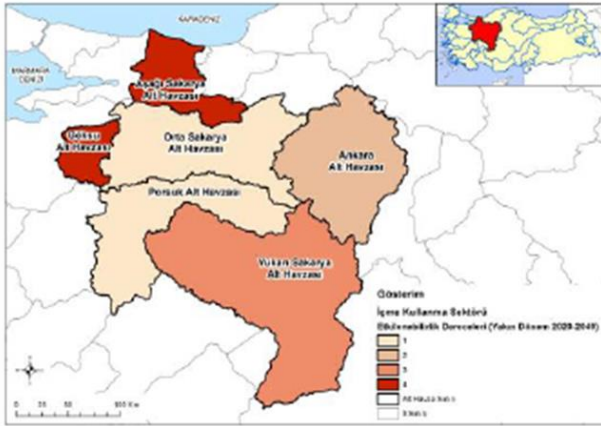 KARADENİZ
MARMARA
DENİZİ
Aşağı Sakarya
Alt Havzası
Göksu
Alt Havzası
Orta Sakarya
Alt Havzası
Ankara
Alt Havzası
Porsuk Alt Havzası
Yukarı Sakarya
Alt Havzası
Gösterim
İçme Kullanma Sektörü
Etkilenebilirlik Dereceleri (Yakın Dönem 2020-2049)
1
2
3
4
Alt Havza Sınırı
İl Sınırı
0
100 Km